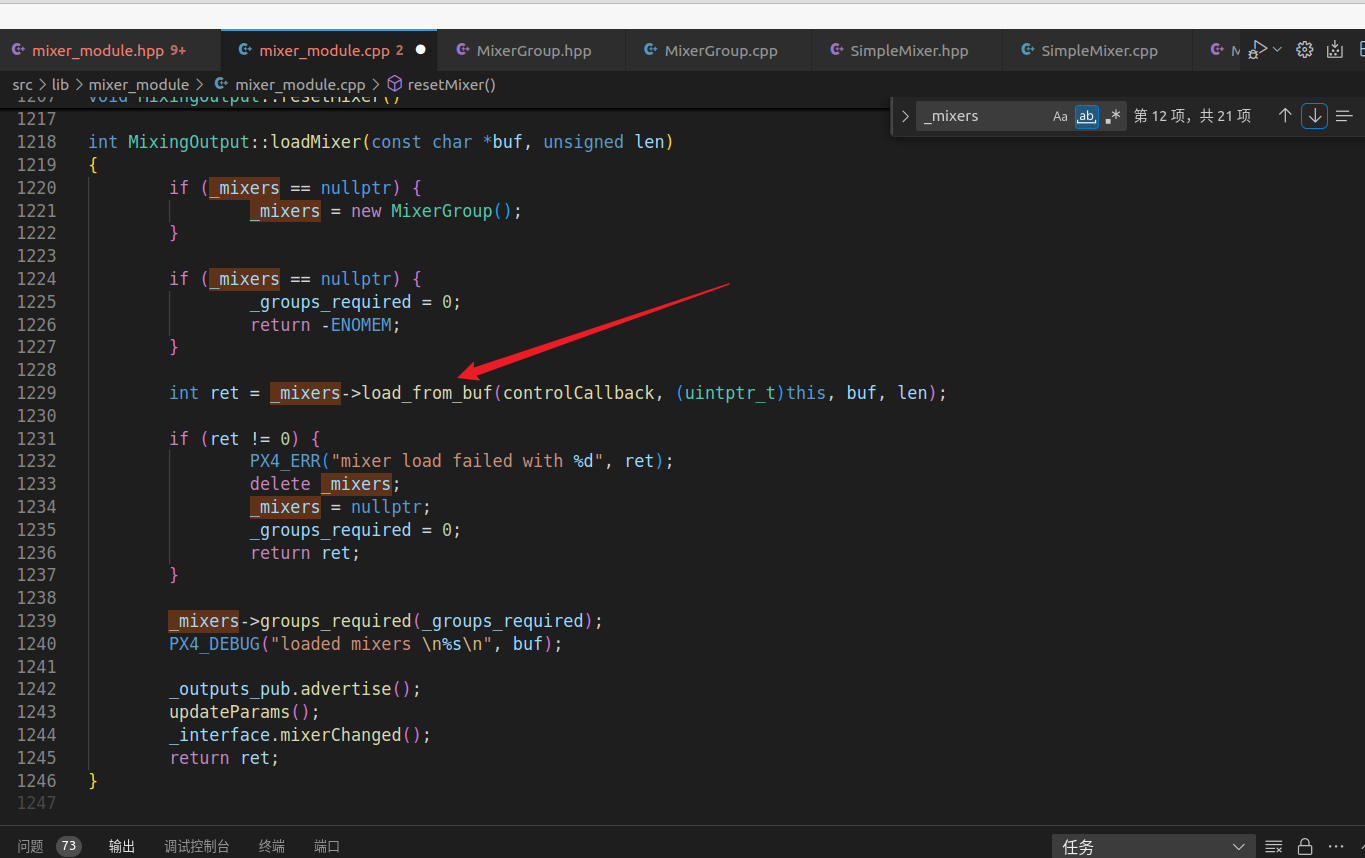 mixer_module.hpp 9+ mixer_module.cpp 2 MixerGroup.hpp MixerGroup.cpp SimpleMixer.hpp SimpleMixer.cpp
src > lib > mixer_module > mixer_module.cpp > resetMixer()
1207 void MixingOutput::resetMixer()
_mixers Aa ab .* 第 12 项，共 21 项
1217
1218 int MixingOutput::loadMixer(const char *buf, unsigned len)
1219 {
1220 if (_mixers == nullptr) {
1221 _mixers = new MixerGroup();
1222 }
1223
1224 if (_mixers == nullptr) {
1225 _groups_required = 0;
1226 return -ENOMEM;
1227 }
1228
1229 int ret = _mixers->load_from_buf(controlCallback, (uintptr_t)this, buf, len);
1230
1231 if (ret != 0) {
1232 PX4_ERR("mixer load failed with %d", ret);
1233 delete _mixers;
1234 _mixers = nullptr;
1235 _groups_required = 0;
1236 return ret;
1237 }
1238
1239 _mixers->groups_required(_groups_required);
1240 PX4_DEBUG("loaded mixers \n%s\n", buf);
1241
1242 _outputs_pub.advertise();
1243 updateParams();
1244 _interface.mixerChanged();
1245 return ret;
1246 }
1247
问题 73 输出 调试控制台 终端 端口 任务